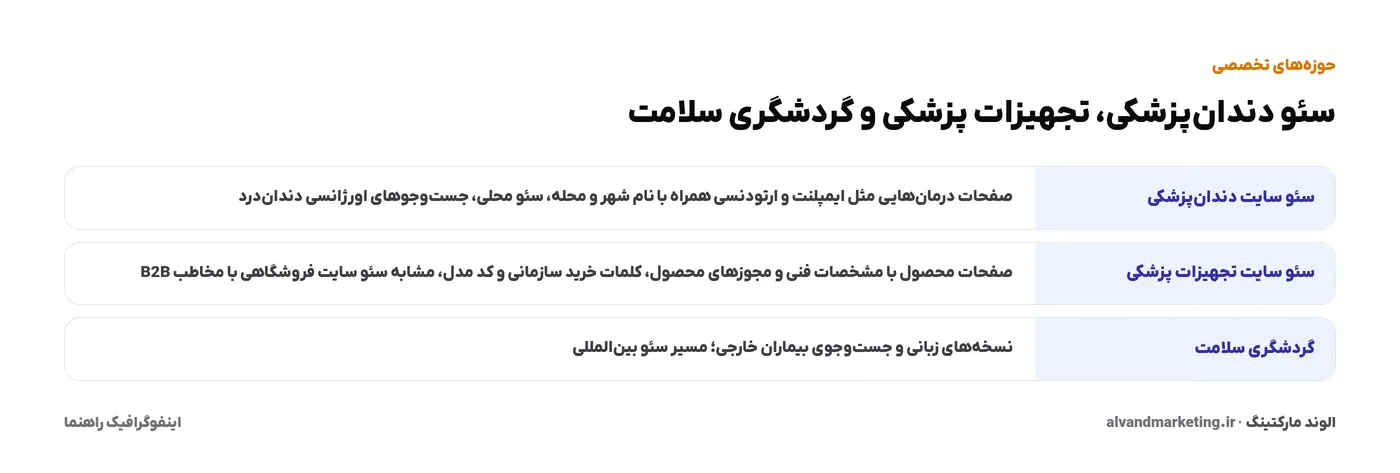 حوزه‌های تخصصی
سئو دندان‌پزشکی، تجهیزات پزشکی و گردشگری سلامت
سئو سایت دندان‌پزشکی
صفحات درمان‌هایی مثل ایمپلنت و ارتودنسی همراه با نام شهر و محله، سئو محلی، جست‌وجوهای اورژانسی دندان‌درد
سئو سایت تجهیزات پزشکی
صفحات محصول با مشخصات فنی و مجوزهای محصول، کلمات خرید سازمانی و کد مدل، مشابه سئو سایت فروشگاهی با مخاطب B2B
گردشگری سلامت
نسخه‌های زبانی و جست‌وجوی بیماران خارجی؛ مسیر سئو بین‌المللی
الوند مارکتینگ · alvandmarketing.ir
اینفوگرافیک راهنما